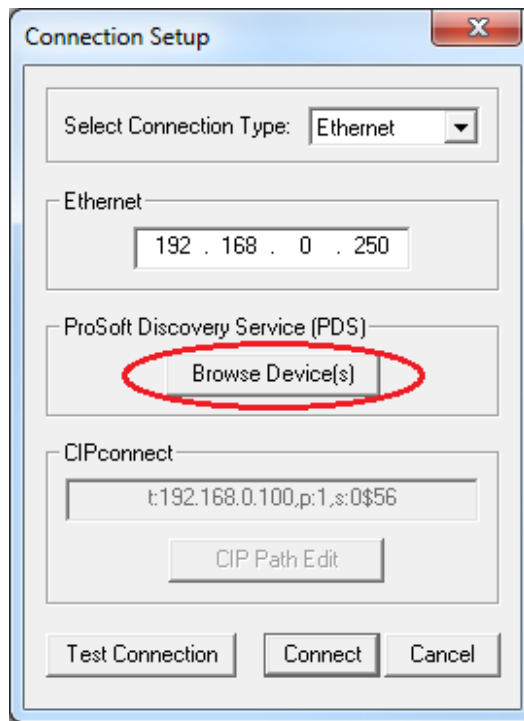 Connection Setup
Select Connection Type: Ethernet
Ethernet
192 . 168 . 0 . 250
ProSoft Discovery Service (PDS)
Browse Device(s)
CIPconnect
t:192.168.0.100,p:1,s:0$56
CIP Path Edit
Test Connection Connect Cancel